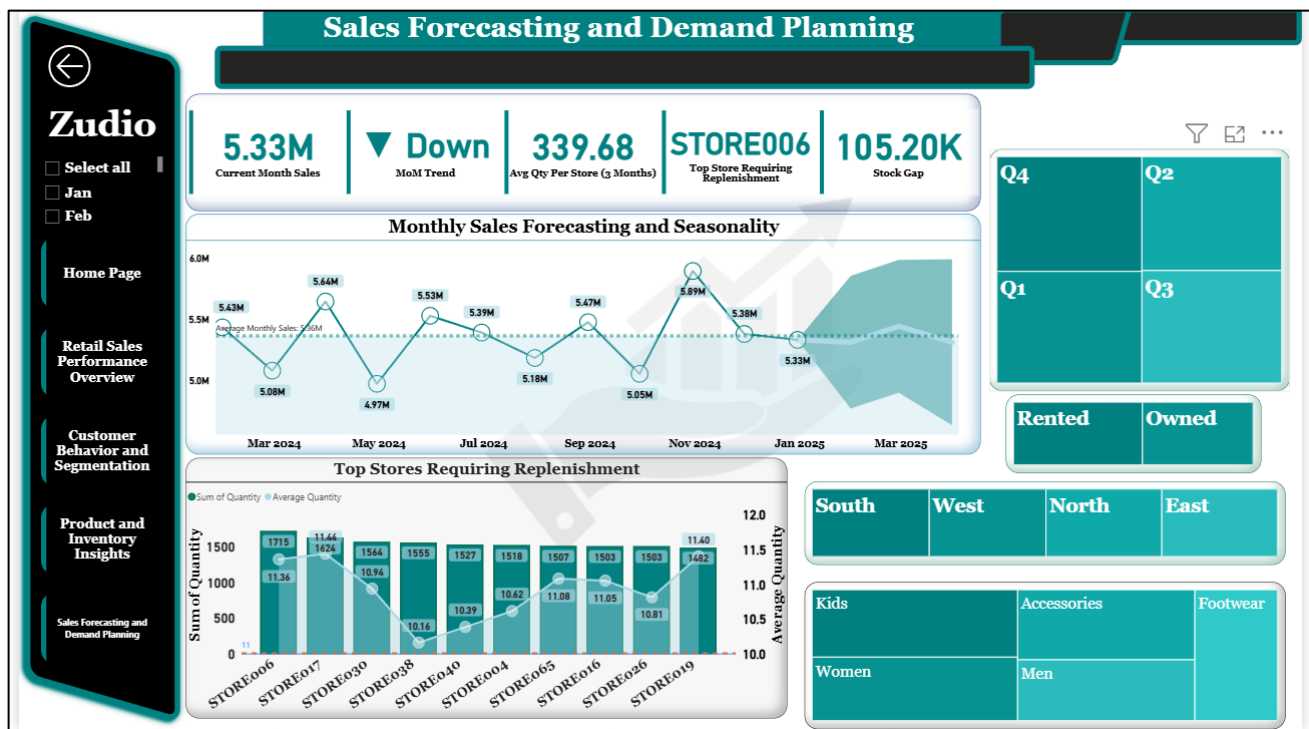 Sales Forecasting and Demand Planning
Zudio
Select all
Jan
Feb
Home Page
Retail Sales
Performance
Overview
Customer
Behavior and
Segmentation
Product and
Inventory
Insights
Sales Forecasting and
Demand Planning
5.33M
Current Month Sales
▼ Down
MoM Trend
339.68
Avg Qty Per Store (3 Months)
STORE006
Top Store Requiring
Replenishment
105.20K
Stock Gap
Monthly Sales Forecasting and Seasonality
6.0M
5.5M
5.0M
Average Monthly Sales: 5.36M
5.43M
5.08M
5.64M
4.97M
5.53M
5.39M
5.18M
5.47M
5.05M
5.89M
5.38M
5.33M
Mar 2024
May 2024
Jul 2024
Sep 2024
Nov 2024
Jan 2025
Mar 2025
Top Stores Requiring Replenishment
Sum of Quantity
Average Quantity
Sum of Quantity
1500
1000
500
0
11
1715
1624
1564
1555
1527
1518
1507
1503
1503
1482
11.36
11.44
10.94
10.16
10.39
10.62
11.08
11.05
10.81
11.40
12.0
11.5
11.0
10.5
10.0
Average Quantity
STORE006
STORE017
STORE030
STORE038
STORE040
STORE004
STORE065
STORE016
STORE026
STORE019
Q4
Q2
Q1
Q3
Rented
Owned
South
West
North
East
Kids
Accessories
Footwear
Women
Men